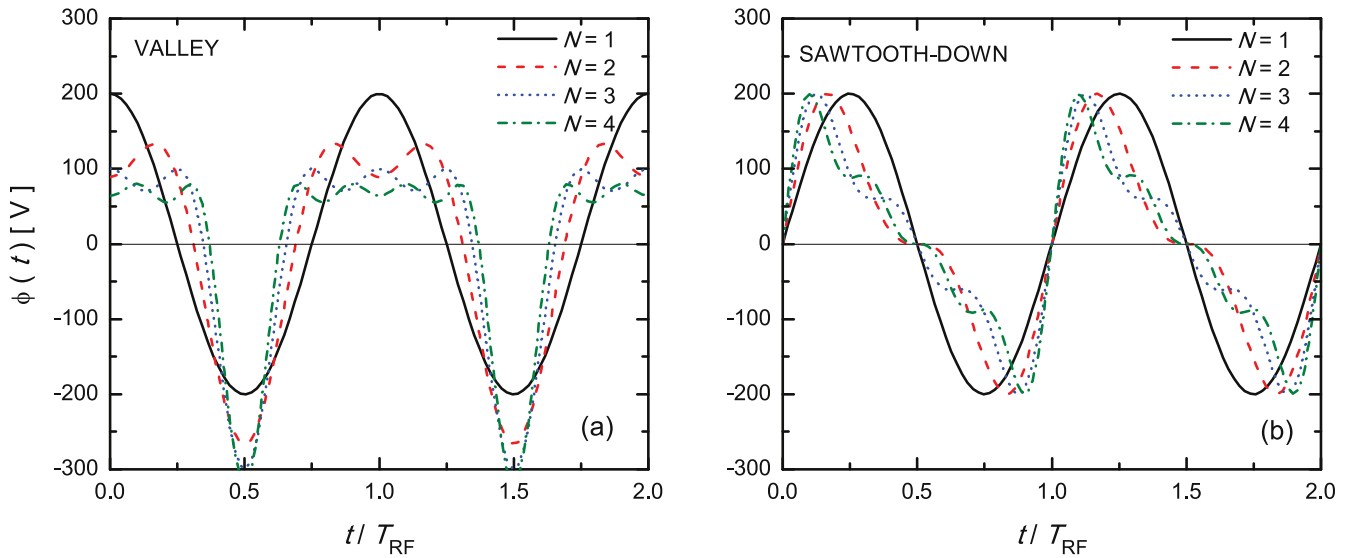 VALLEY
N = 1
N = 2
N = 3
N = 4
300
200
100
0
-100
-200
-300
ϕ (t) [V]
0.0
0.5
1.0
1.5
2.0
t / T_RF
(a)
SAWTOOTH-DOWN
N = 1
N = 2
N = 3
N = 4
300
200
100
0
-100
-200
-300
0.0
0.5
1.0
1.5
2.0
t / T_RF
(b)